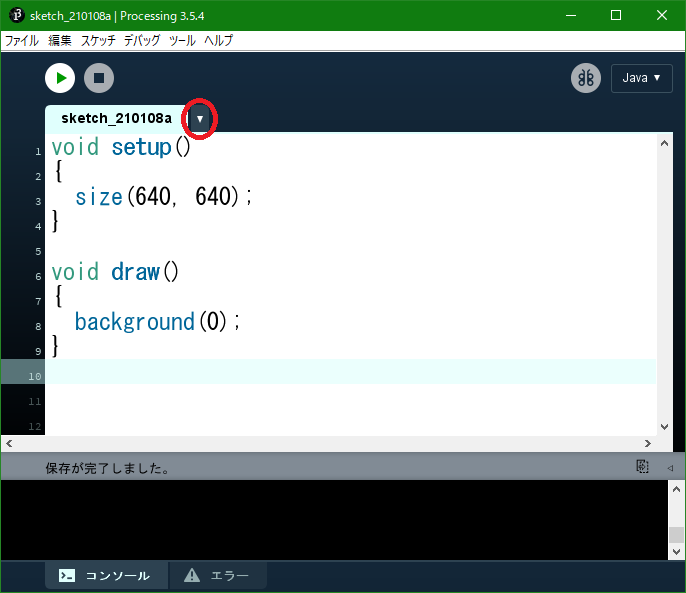 sketch_210108a | Processing 3.5.4
ファイル 編集 スケッチ デバッグ ツール ヘルプ
Java ▼
sketch_210108a ▼
1 void setup()
2 {
3   size(640, 640);
4 }
5
6 void draw()
7 {
8   background(0);
9 }
10
11
12
保存が完了しました。
コンソール エラー